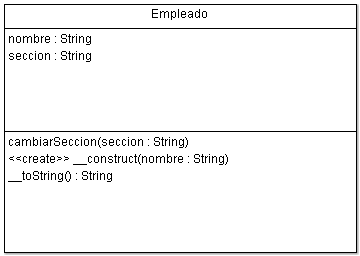 Empleado
nombre : String
seccion : String
cambiarSeccion(seccion : String)
<<create>> __construct(nombre : String)
__toString() : String